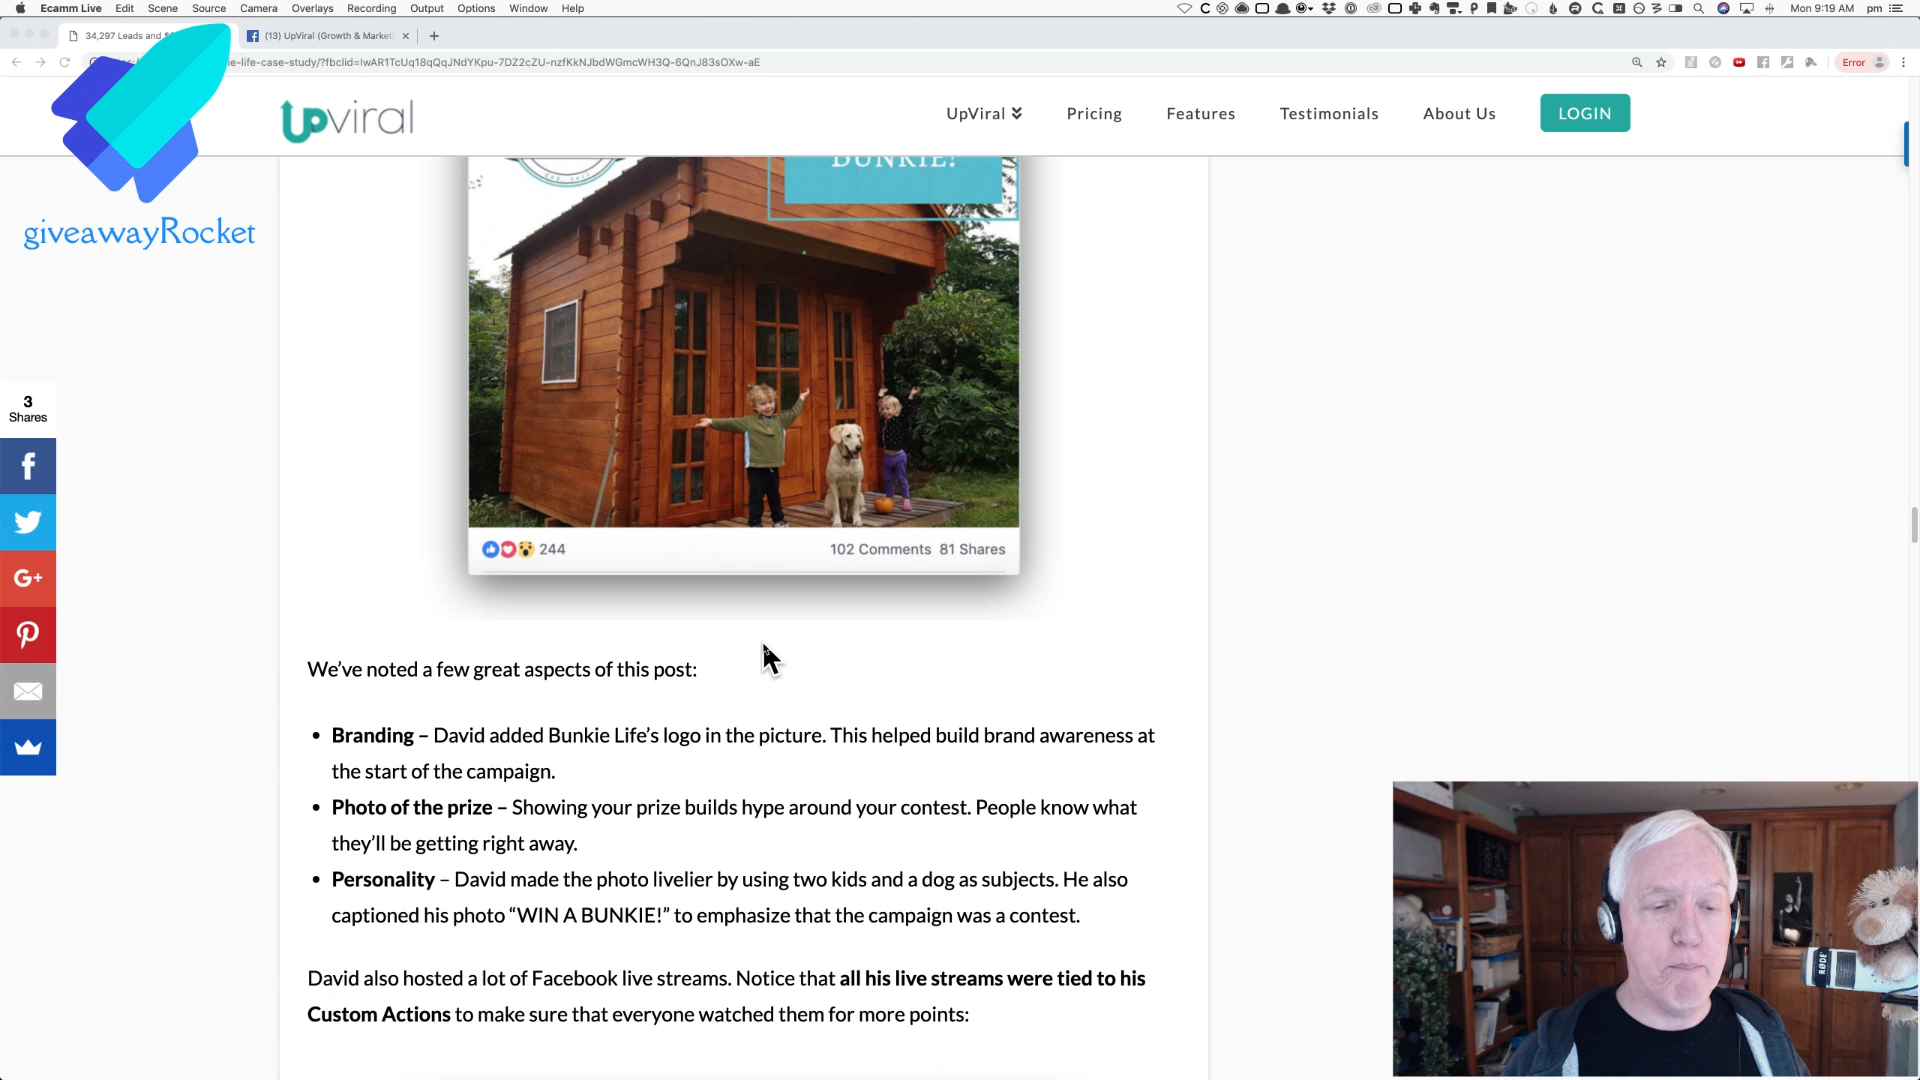 Ecamm Live Edit Scene Source Camera Overlays Recording Output Options Window Help Mon 9:19 AM pm
34,297 Leads and
(13) UpViral (Growth & Marketi
e-life-case-study/?fbclid=IwAR1TcUq18qQqJNdYKpu-7DZ2cZU-nzfKkNJbdWGmcWH3Q-6QnJ83sOXw-aE
Error
upviral
UpViral Pricing Features Testimonials About Us LOGIN
giveawayRocket
BUNKIE!
3
Shares
244
102 Comments 81 Shares
We’ve noted a few great aspects of this post:
• Branding – David added Bunkie Life’s logo in the picture. This helped build brand awareness at
the start of the campaign.
• Photo of the prize – Showing your prize builds hype around your contest. People know what
they’ll be getting right away.
• Personality – David made the photo livelier by using two kids and a dog as subjects. He also
captioned his photo “WIN A BUNKIE!” to emphasize that the campaign was a contest.
David also hosted a lot of Facebook live streams. Notice that all his live streams were tied to his
Custom Actions to make sure that everyone watched them for more points:
RØDE